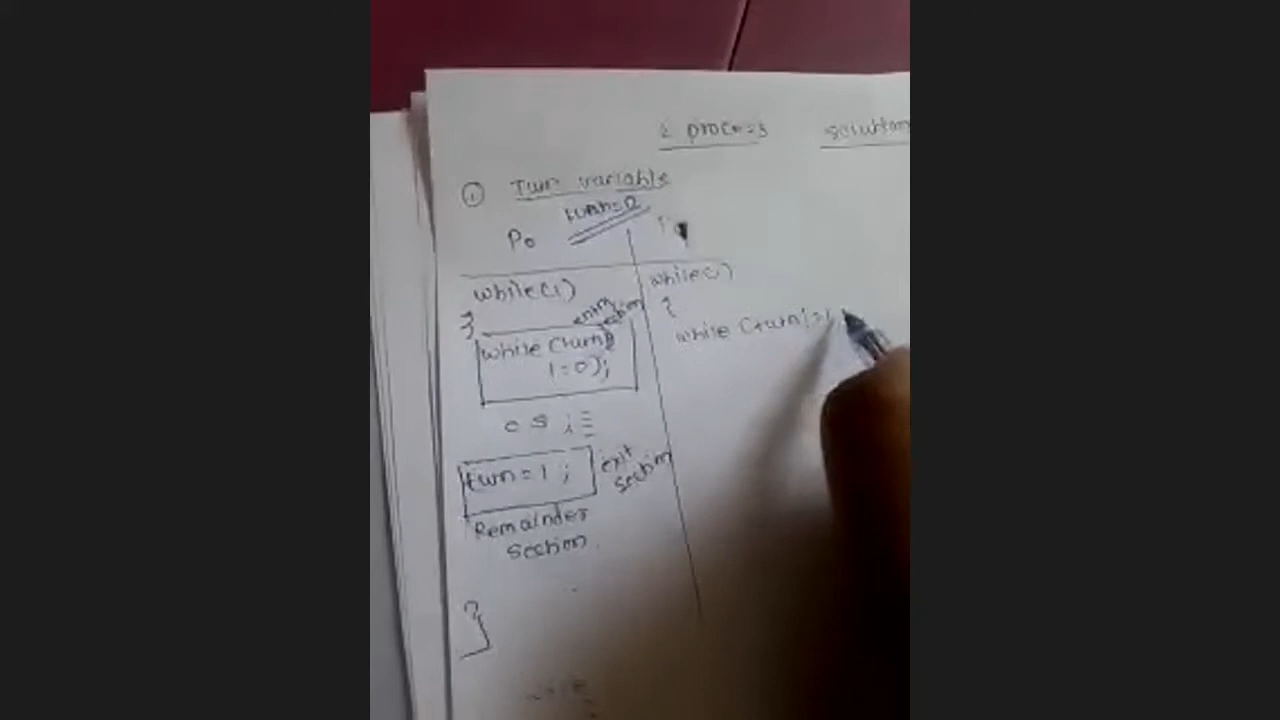 2 process solution
① Turn variable
turn=0
P0
while(1)
{
entry section
while (turn
!=0);
CS ;
turn=1 ;
exit section
Remainder
section
}
while(1)
{
while (turn!=1